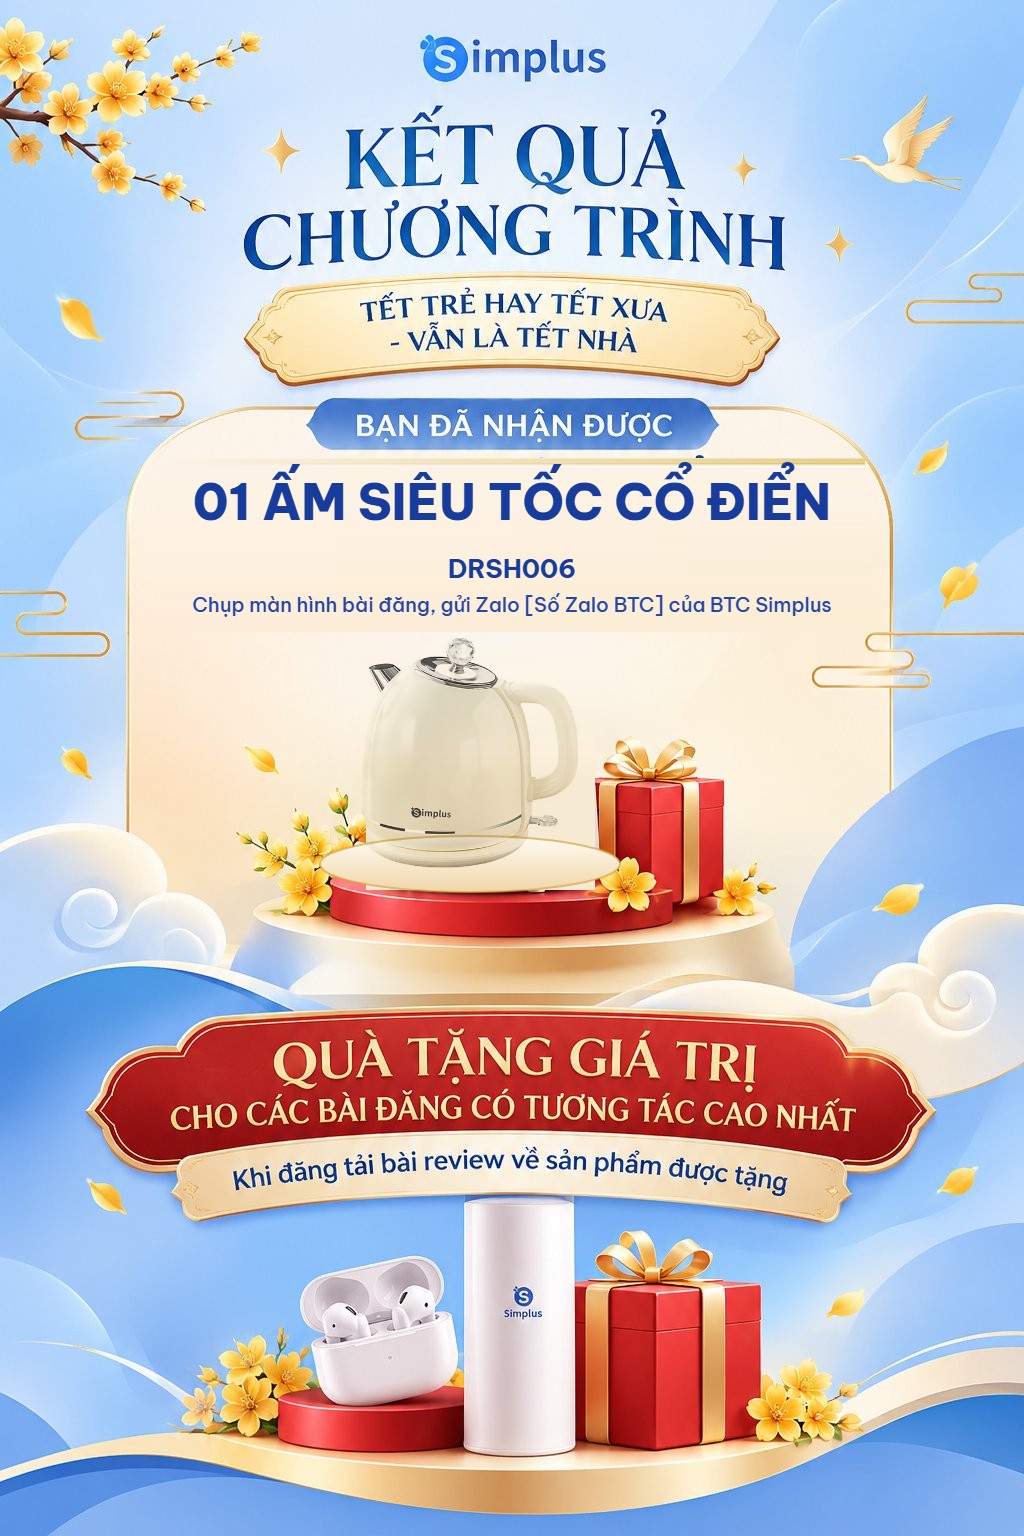 Simplus
KẾT QUẢ
CHƯƠNG TRÌNH
TẾT TRẺ HAY TẾT XƯA
- VẪN LÀ TẾT NHÀ
BẠN ĐÃ NHẬN ĐƯỢC
01 ẤM SIÊU TỐC CỔ ĐIỂN
DRSH006
Chụp màn hình bài đăng, gửi Zalo [Số Zalo BTC] của BTC Simplus
Simplus
QUÀ TẶNG GIÁ TRỊ
CHO CÁC BÀI ĐĂNG CÓ TƯƠNG TÁC CAO NHẤT
Khi đăng tải bài review về sản phẩm được tặng
Simplus